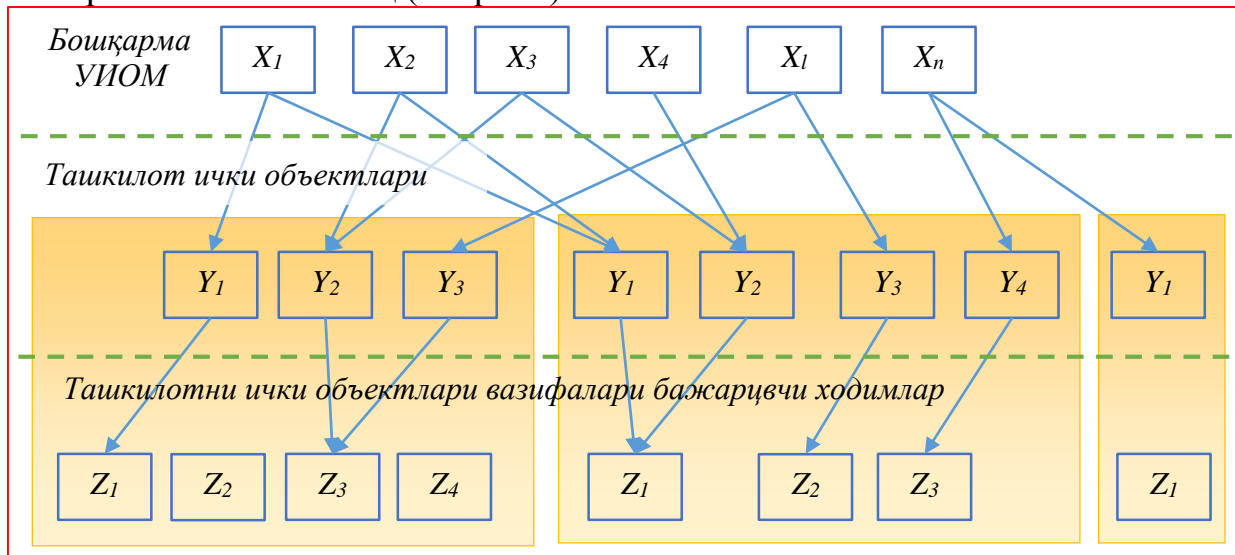 Бошқарма
УИОМ
X1 X2 X3 X4 Xl Xn
Ташкилот ички объектлари
Y1 Y2 Y3 Y1 Y2 Y3 Y4 Y1
Ташкилотни ички объектлари вазифалари бажарцвчи ходимлар
Z1 Z2 Z3 Z4 Z1 Z2 Z3 Z1